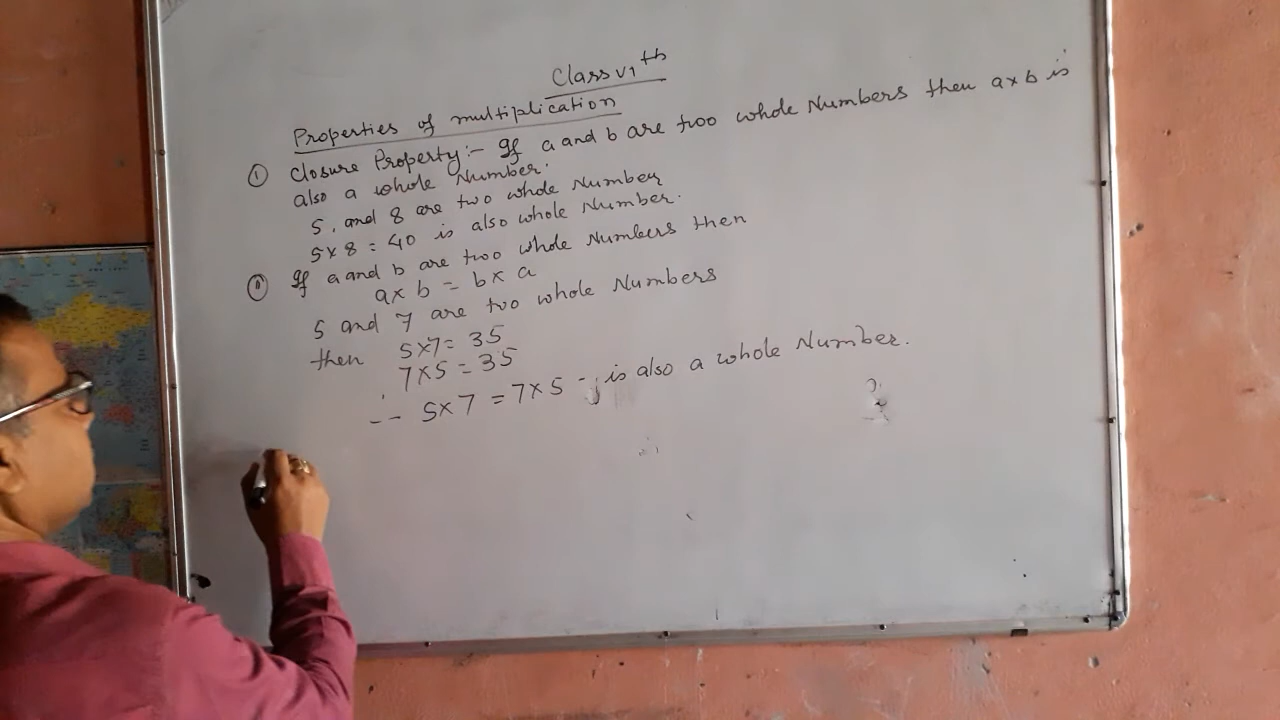 Class VI th
Properties of multiplication
① Closure Property:- If a and b are two whole Numbers then a x b is
also a whole Number.
5, and 8 are two whole Number
5 x 8 = 40 is also whole Number.
② If a and b are two whole Numbers then
a x b = b x a
5 and 7 are two whole Numbers
then 5 x 7 = 35
7 x 5 = 35
5 x 7 = 7 x 5 is also a whole Number.